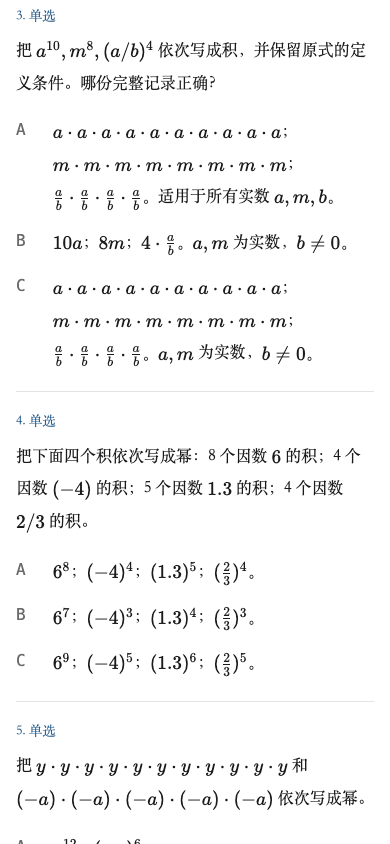 3. 单选
把 a¹⁰, m⁸, (a/b)⁴ 依次写成积，并保留原式的定
义条件。哪份完整记录正确？
A a · a · a · a · a · a · a · a · a · a；
m · m · m · m · m · m · m · m；
a/b · a/b · a/b · a/b。适用于所有实数 a, m, b。
B 10a；8m；4 · a/b。a, m 为实数，b ≠ 0。
C a · a · a · a · a · a · a · a · a · a；
m · m · m · m · m · m · m · m；
a/b · a/b · a/b · a/b。a, m 为实数，b ≠ 0。
4. 单选
把下面四个积依次写成幂：8 个因数 6 的积；4 个
因数 (−4) 的积；5 个因数 1.3 的积；4 个因数
2/3 的积。
A 6⁸；(−4)⁴；(1.3)⁵；(2/3)⁴。
B 6⁷；(−4)³；(1.3)⁴；(2/3)³。
C 6⁹；(−4)⁵；(1.3)⁶；(2/3)⁵。
5. 单选
把 y · y · y · y · y · y · y · y · y · y · y 和
(−a) · (−a) · (−a) · (−a) · (−a) 依次写成幂。